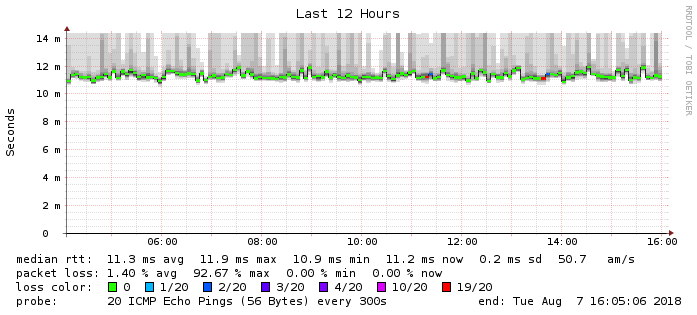 Last 12 Hours
RRDTOOL / TOBI OETIKER
Seconds
14 m
12 m
10 m
8 m
6 m
4 m
2 m
0
06:00 08:00 10:00 12:00 14:00 16:00
median rtt: 11.3 ms avg 11.9 ms max 10.9 ms min 11.2 ms now 0.2 ms sd 50.7 am/s
packet loss: 1.40 % avg 92.67 % max 0.00 % min 0.00 % now
loss color: 0 1/20 2/20 3/20 4/20 10/20 19/20
probe: 20 ICMP Echo Pings (56 Bytes) every 300s end: Tue Aug 7 16:05:06 2018